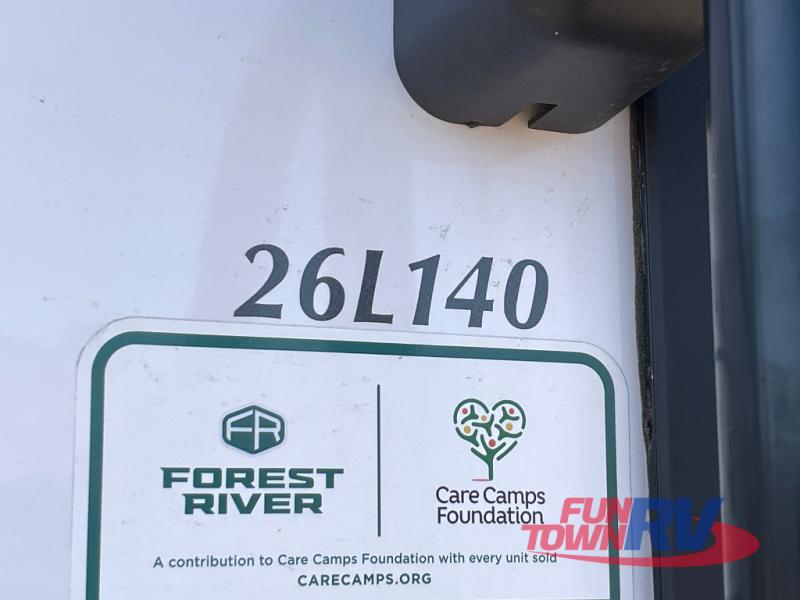 26L140
FR
FOREST
RIVER
Care Camps
Foundation
A contribution to Care Camps Foundation with every unit sold
CARECAMPS.ORG
FUN
TOWN RV